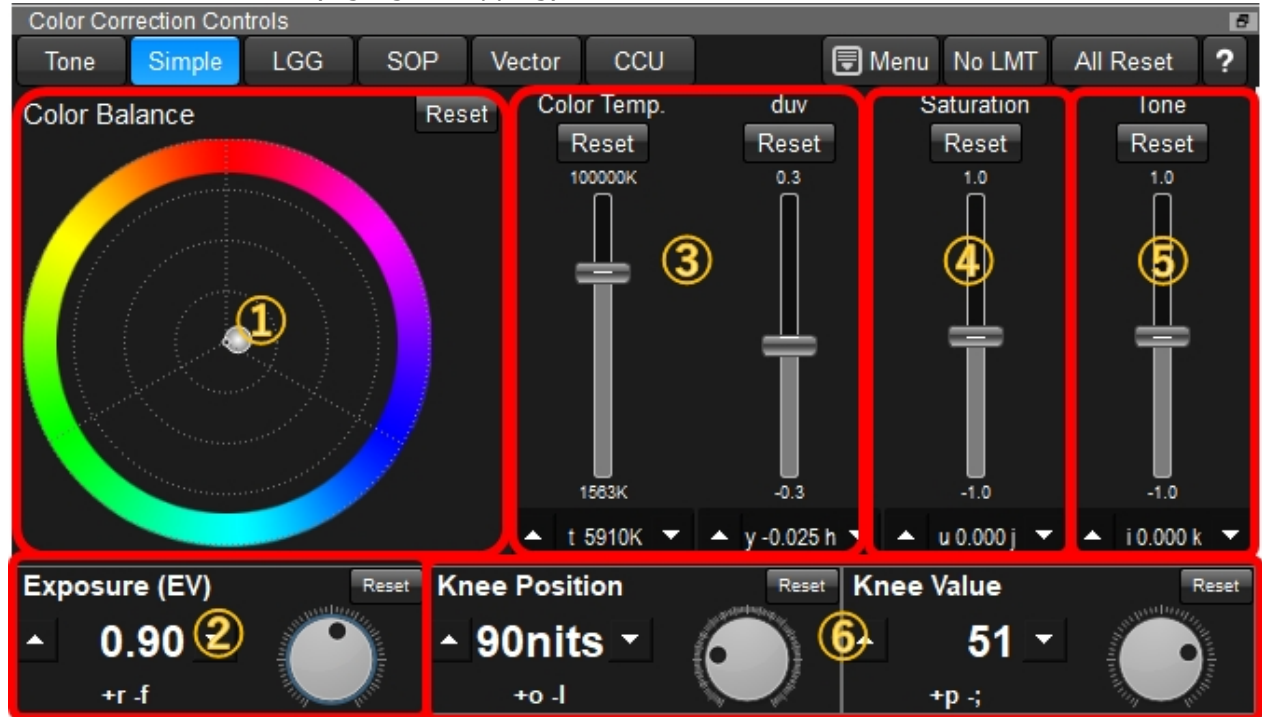 Color Correction Controls
Tone Simple LGG SOP Vector CCU Menu No LMT All Reset ?
Color Balance Reset
Color Temp. duv Saturation Tone
Reset Reset Reset Reset
100000K 0.3 1.0 1.0
① ③ ④ ⑤
1563K -0.3 -1.0 -1.0
t 5910K y -0.025 h u 0.000 j i 0.000 k
Exposure (EV) Reset Knee Position Reset Knee Value Reset
0.90 ② 90nits ⑥ 51
+r -f +o -l +p -;